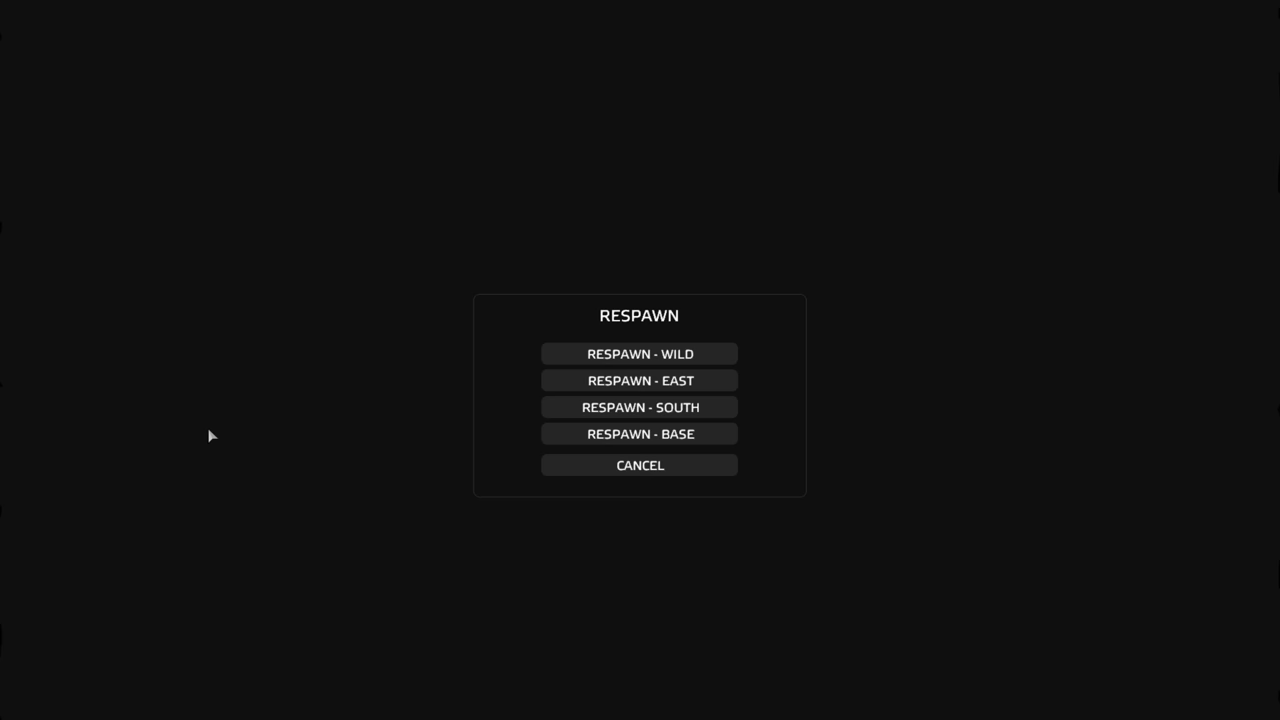 RESPAWN
RESPAWN - WILD
RESPAWN - EAST
RESPAWN - SOUTH
RESPAWN - BASE
CANCEL